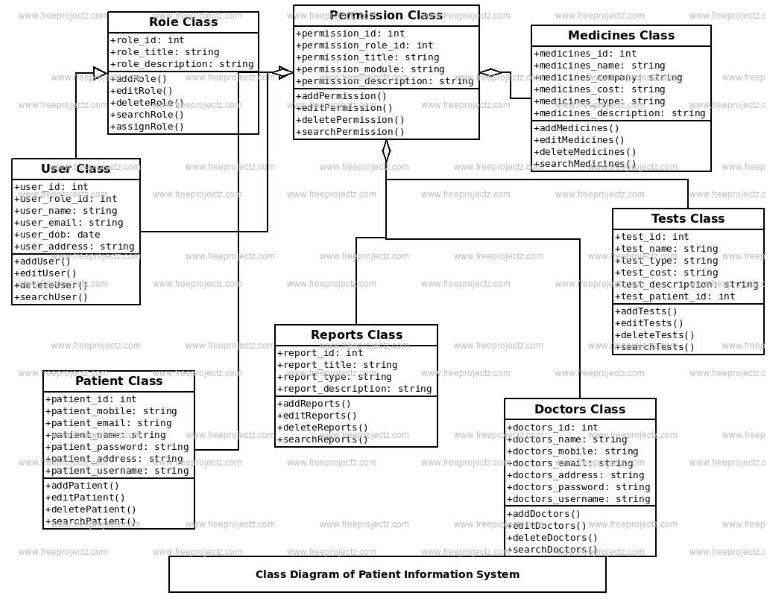 Role Class
+role_id: int
+role_title: string
+role_description: string
+addRole()
+editRole()
+deleteRole()
+searchRole()
+assignRole()
Permission Class
+permission_id: int
+permission_role_id: int
+permission_title: string
+permission_module: string
+permission_description: string
+addPermission()
+editPermission()
+deletePermission()
+searchPermission()
Medicines Class
+medicines_id: int
+medicines_name: string
+medicines_company: string
+medicines_cost: string
+medicines_type: string
+medicines_description: string
+addMedicines()
+editMedicines()
+deleteMedicines()
+searchMedicines()
User Class
+user_id: int
+user_role_id: int
+user_name: string
+user_email: string
+user_dob: date
+user_address: string
+addUser()
+editUser()
+deleteUser()
+searchUser()
Tests Class
+test_id: int
+test_name: string
+test_type: string
+test_cost: string
+test_description: string
+test_patient_id: int
+addTests()
+editTests()
+deleteTests()
+searchTests()
Reports Class
+report_id: int
+report_title: string
+report_type: string
+report_description: string
+addReports()
+editReports()
+deleteReports()
+searchReports()
Patient Class
+patient_id: int
+patient_mobile: string
+patient_email: string
+patient_name: string
+patient_password: string
+patient_address: string
+patient_username: string
+addPatient()
+editPatient()
+deletePatient()
+searchPatient()
Doctors Class
+doctors_id: int
+doctors_name: string
+doctors_mobile: string
+doctors_email: string
+doctors_address: string
+doctors_password: string
+doctors_username: string
+addDoctors()
+editDoctors()
+deleteDoctors()
+searchDoctors()
Class Diagram of Patient Information System
www.freeprojectz.com